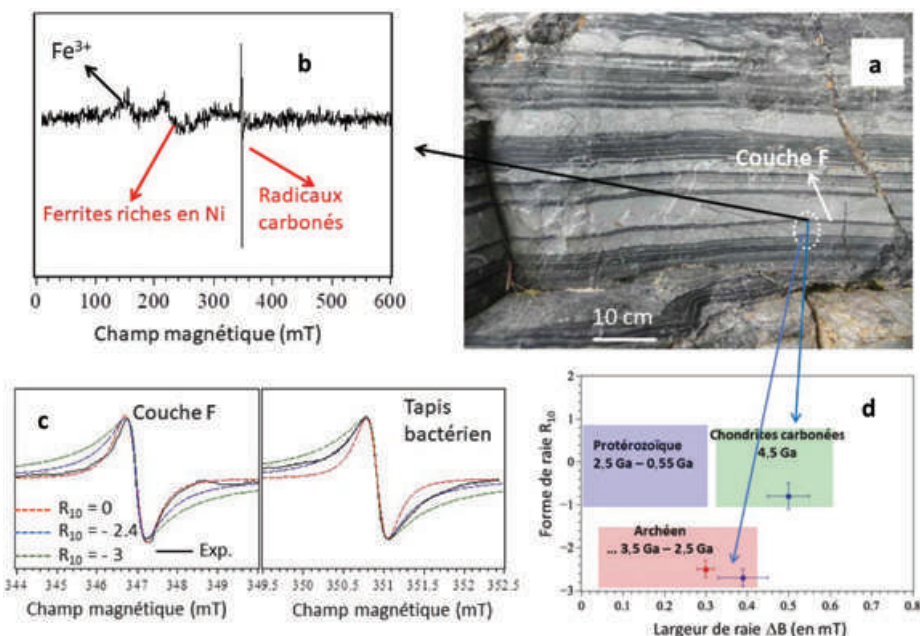 b
Fe³⁺
Ferrites riches en Ni
Radicaux
carbonés
0 100 200 300 400 500 600
Champ magnétique (mT)
a
Couche F
10 cm
c
Couche F
R₁₀ = 0
R₁₀ = - 2.4
R₁₀ = - 3
Exp.
344 345 346 347 348 349
Champ magnétique (mT)
Tapis
bactérien
349.5 350 350.5 351 351.5 352 352.5
Champ magnétique (mT)
d
Forme de raie R₁₀
2
1
0
-1
-2
-3
Protérozoïque
2,5 Ga – 0,55 Ga
Chondrites carbonées
4,5 Ga
Archéen
... 3,5 Ga – 2,5 Ga
0 0.1 0.2 0.3 0.4 0.5 0.6 0.7 0.8
Largeur de raie ΔB (en mT)